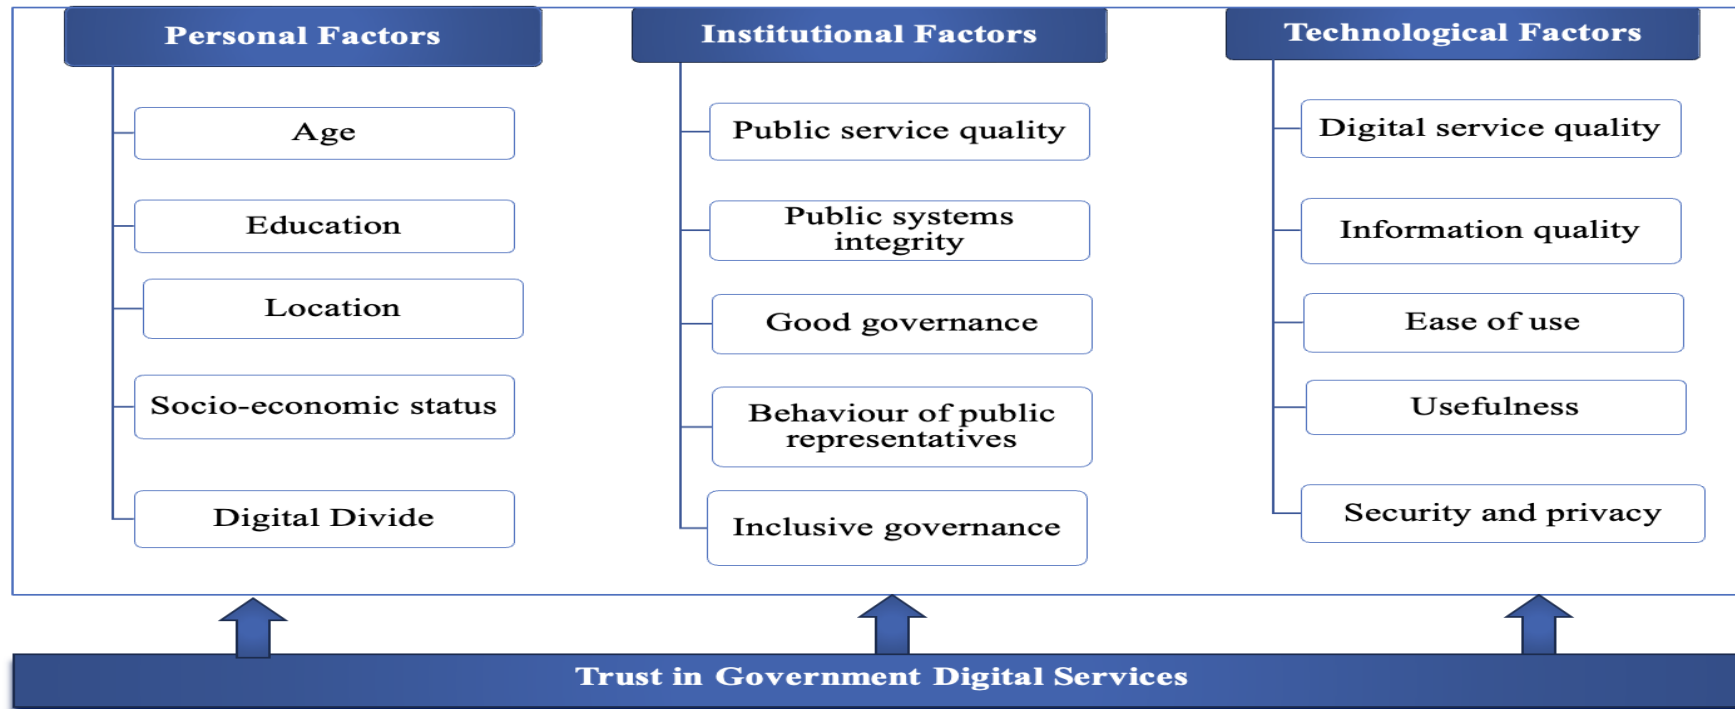 Personal Factors
Age
Education
Location
Socio-economic status
Digital Divide
Institutional Factors
Public service quality
Public systems
integrity
Good governance
Behaviour of public
representatives
Inclusive governance
Technological Factors
Digital service quality
Information quality
Ease of use
Usefulness
Security and privacy
Trust in Government Digital Services